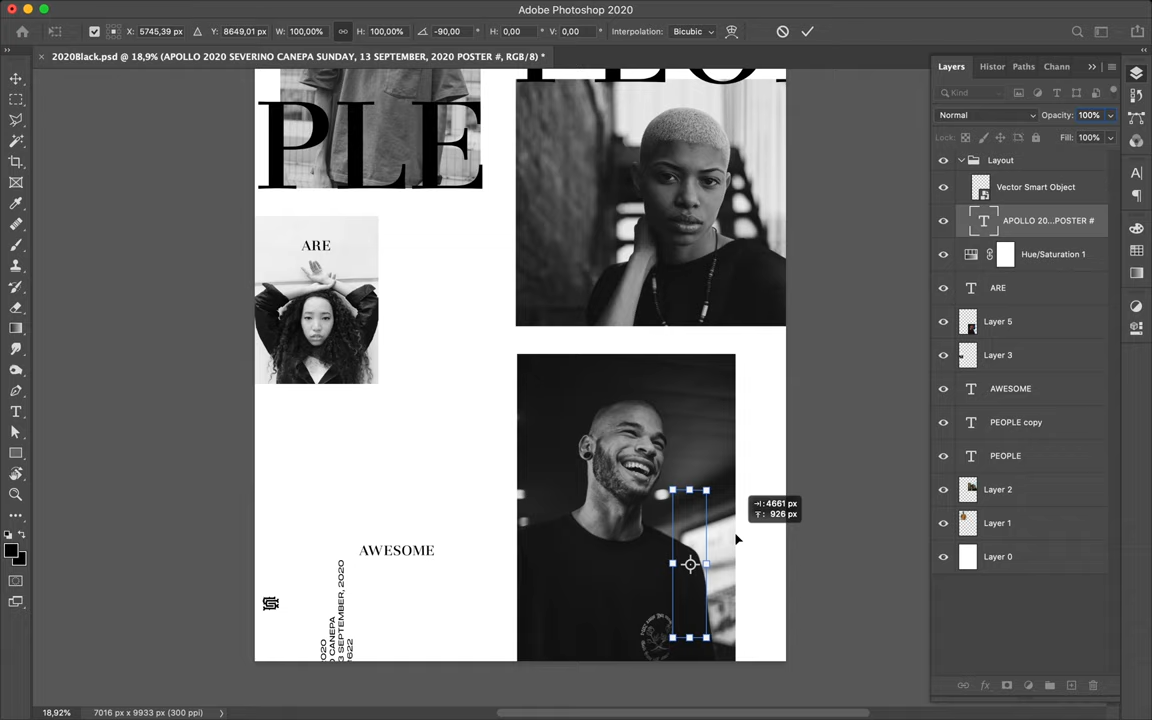 Adobe Photoshop 2020
X: 5745,39 px Y: 8649,01 px W: 100,00% H: 100,00% -90,00 ° H: 0,00 ° V: 0,00 ° Interpolation: Bicubic
2020Black.psd @ 18,9% (APOLLO 2020 SEVERINO CANEPA SUNDAY, 13 SEPTEMBER, 2020 POSTER #, RGB/8) *
Layers Histor Paths Chann
Kind
Normal Opacity: 100%
Lock: Fill: 100%
Layout
Vector Smart Object
APOLLO 20...POSTER #
Hue/Saturation 1
ARE
Layer 5
Layer 3
AWESOME
PEOPLE copy
PEOPLE
Layer 2
Layer 1
Layer 0
PLE
ARE
AWESOME
CANEPA
3 SEPTEMBER, 2020
:4661 px
: 926 px
18,92% 7016 px x 9933 px (300 ppi)